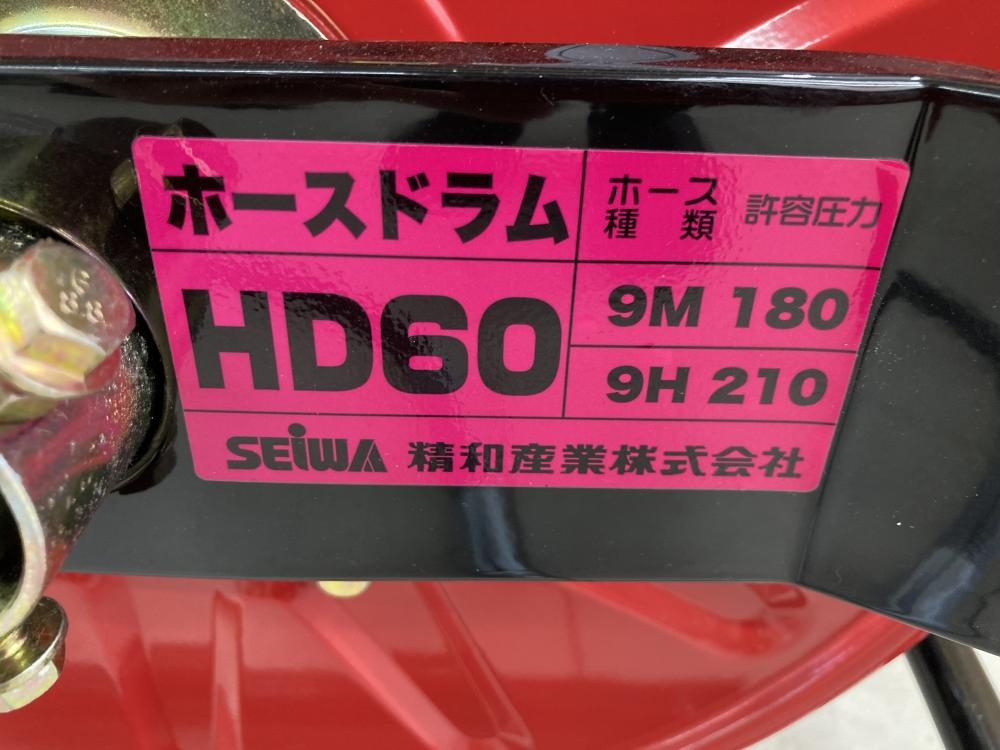 ホースドラム
ホース
種類
許容圧力
HD60
9M 180
9H 210
SEiWA 精和産業株式会社